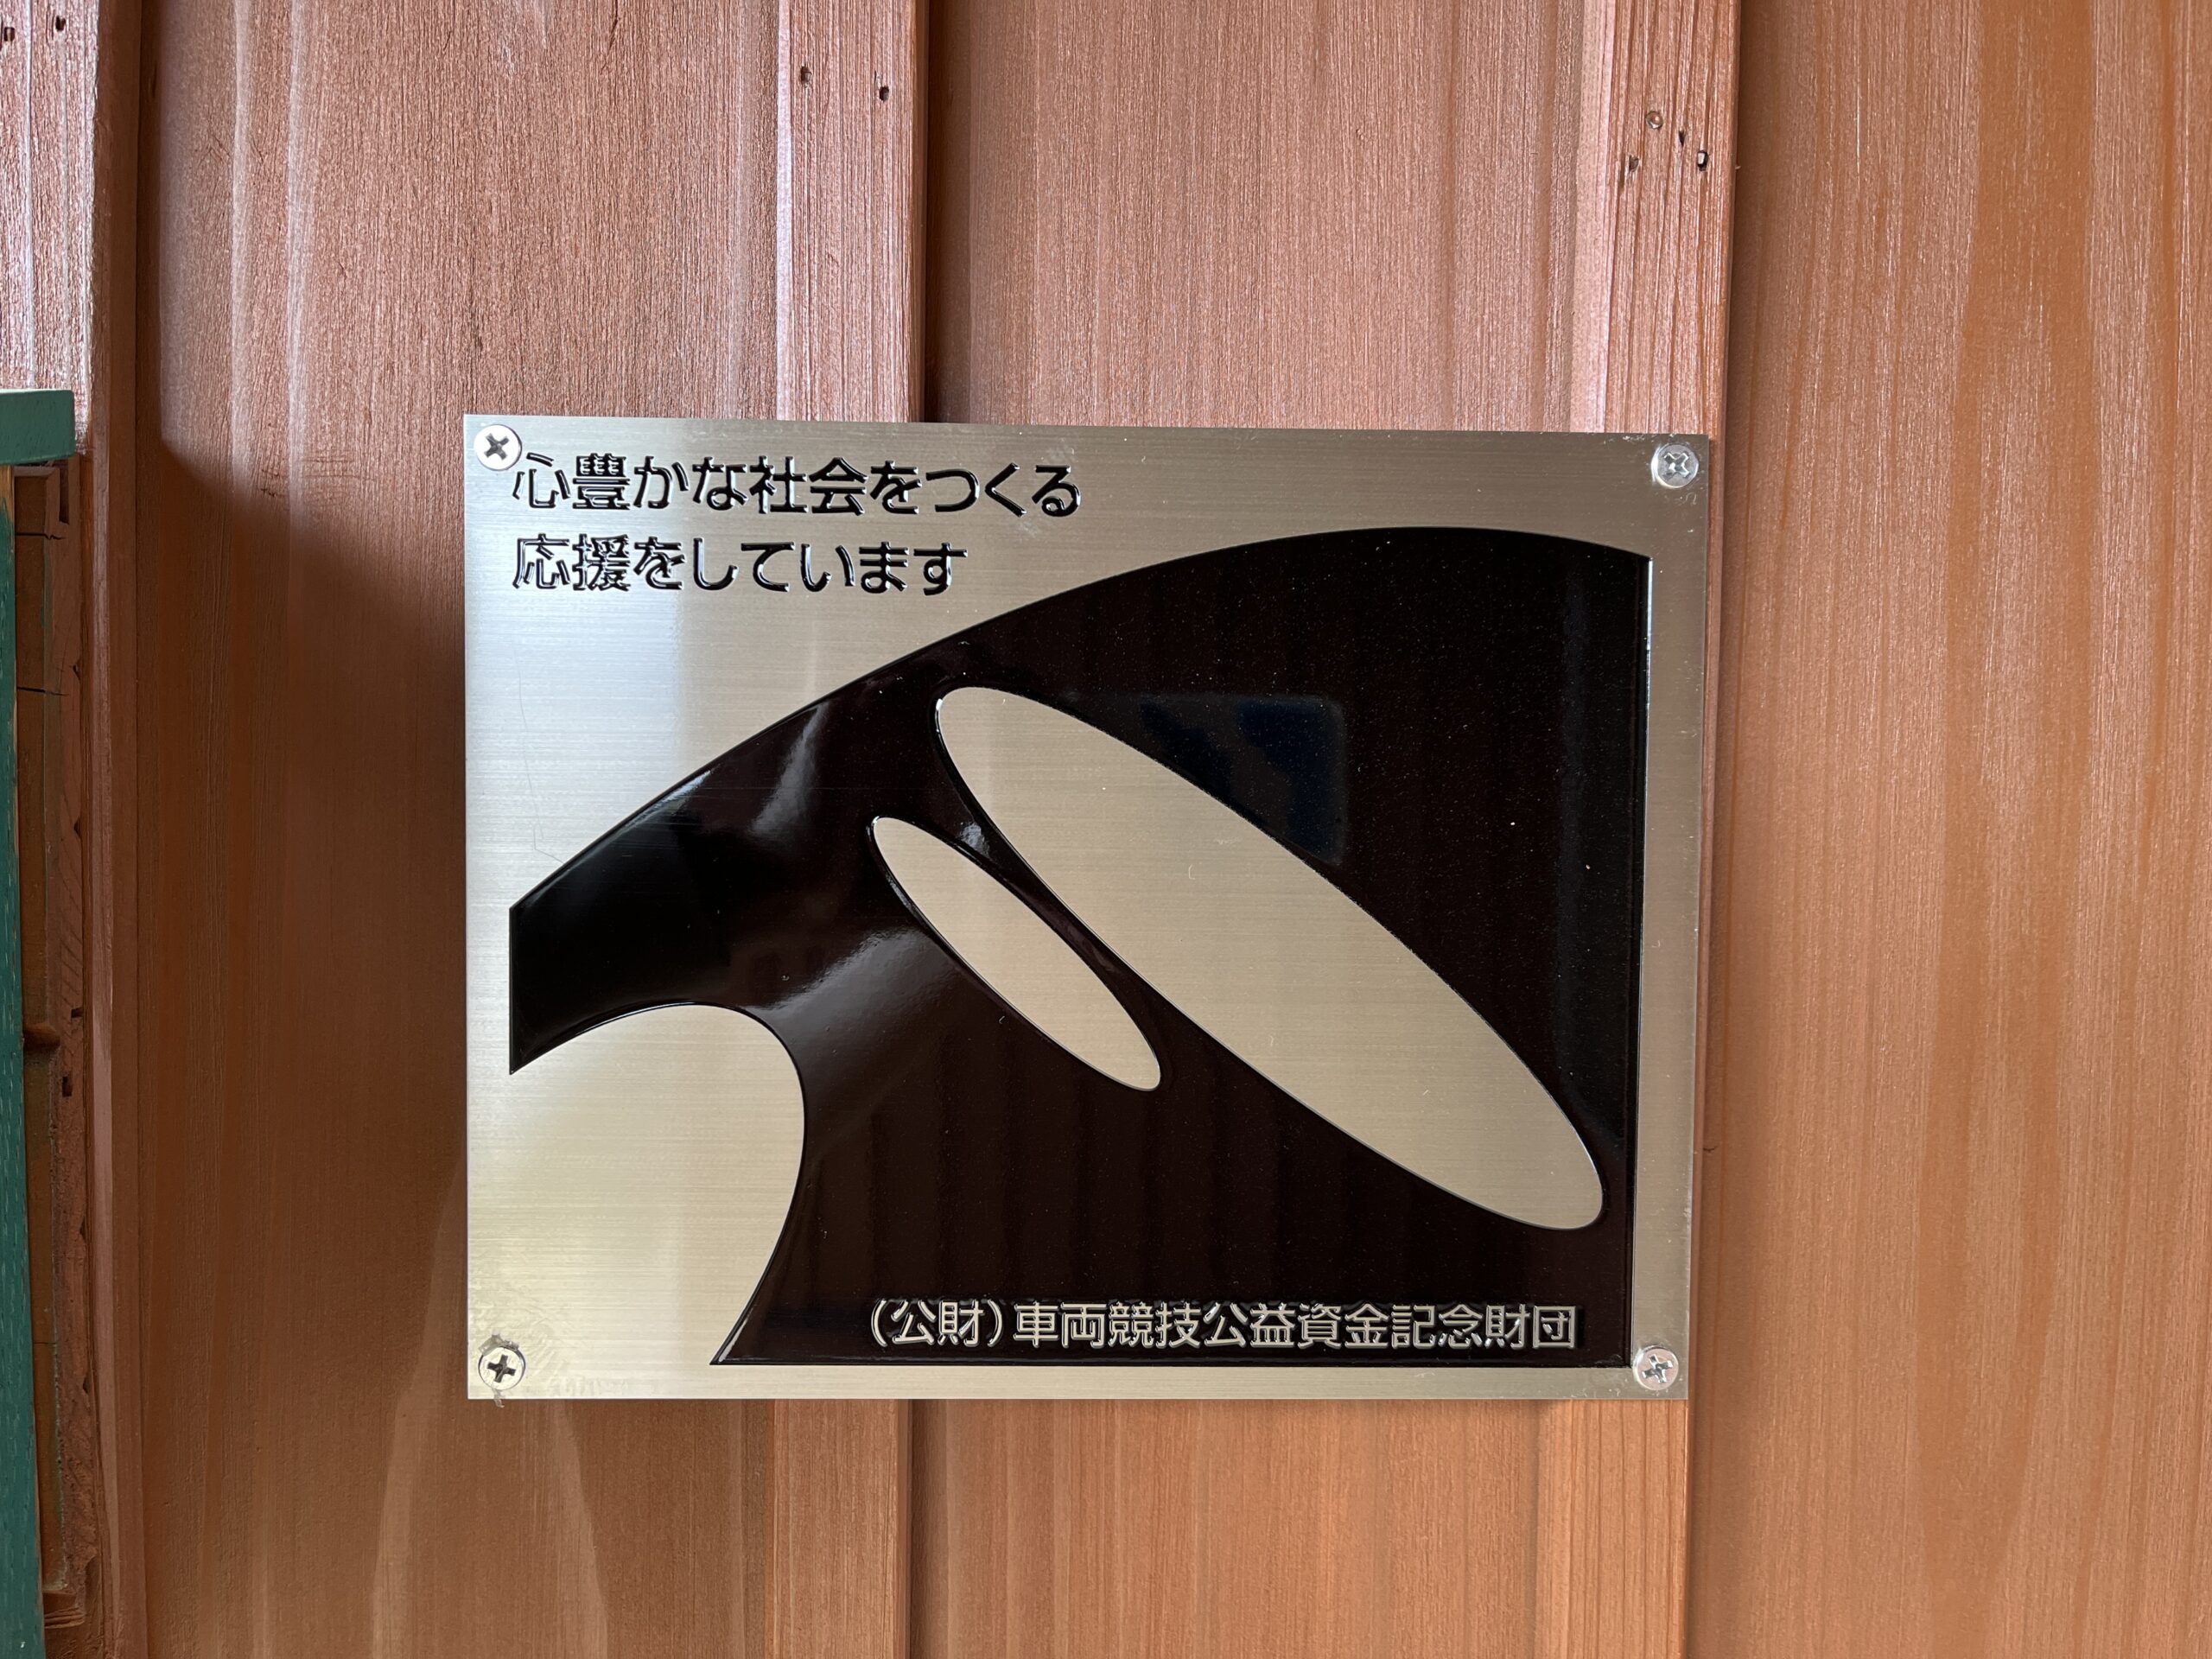 心豊かな社会をつくる
応援をしています
（公財）車両競技公益資金記念財団